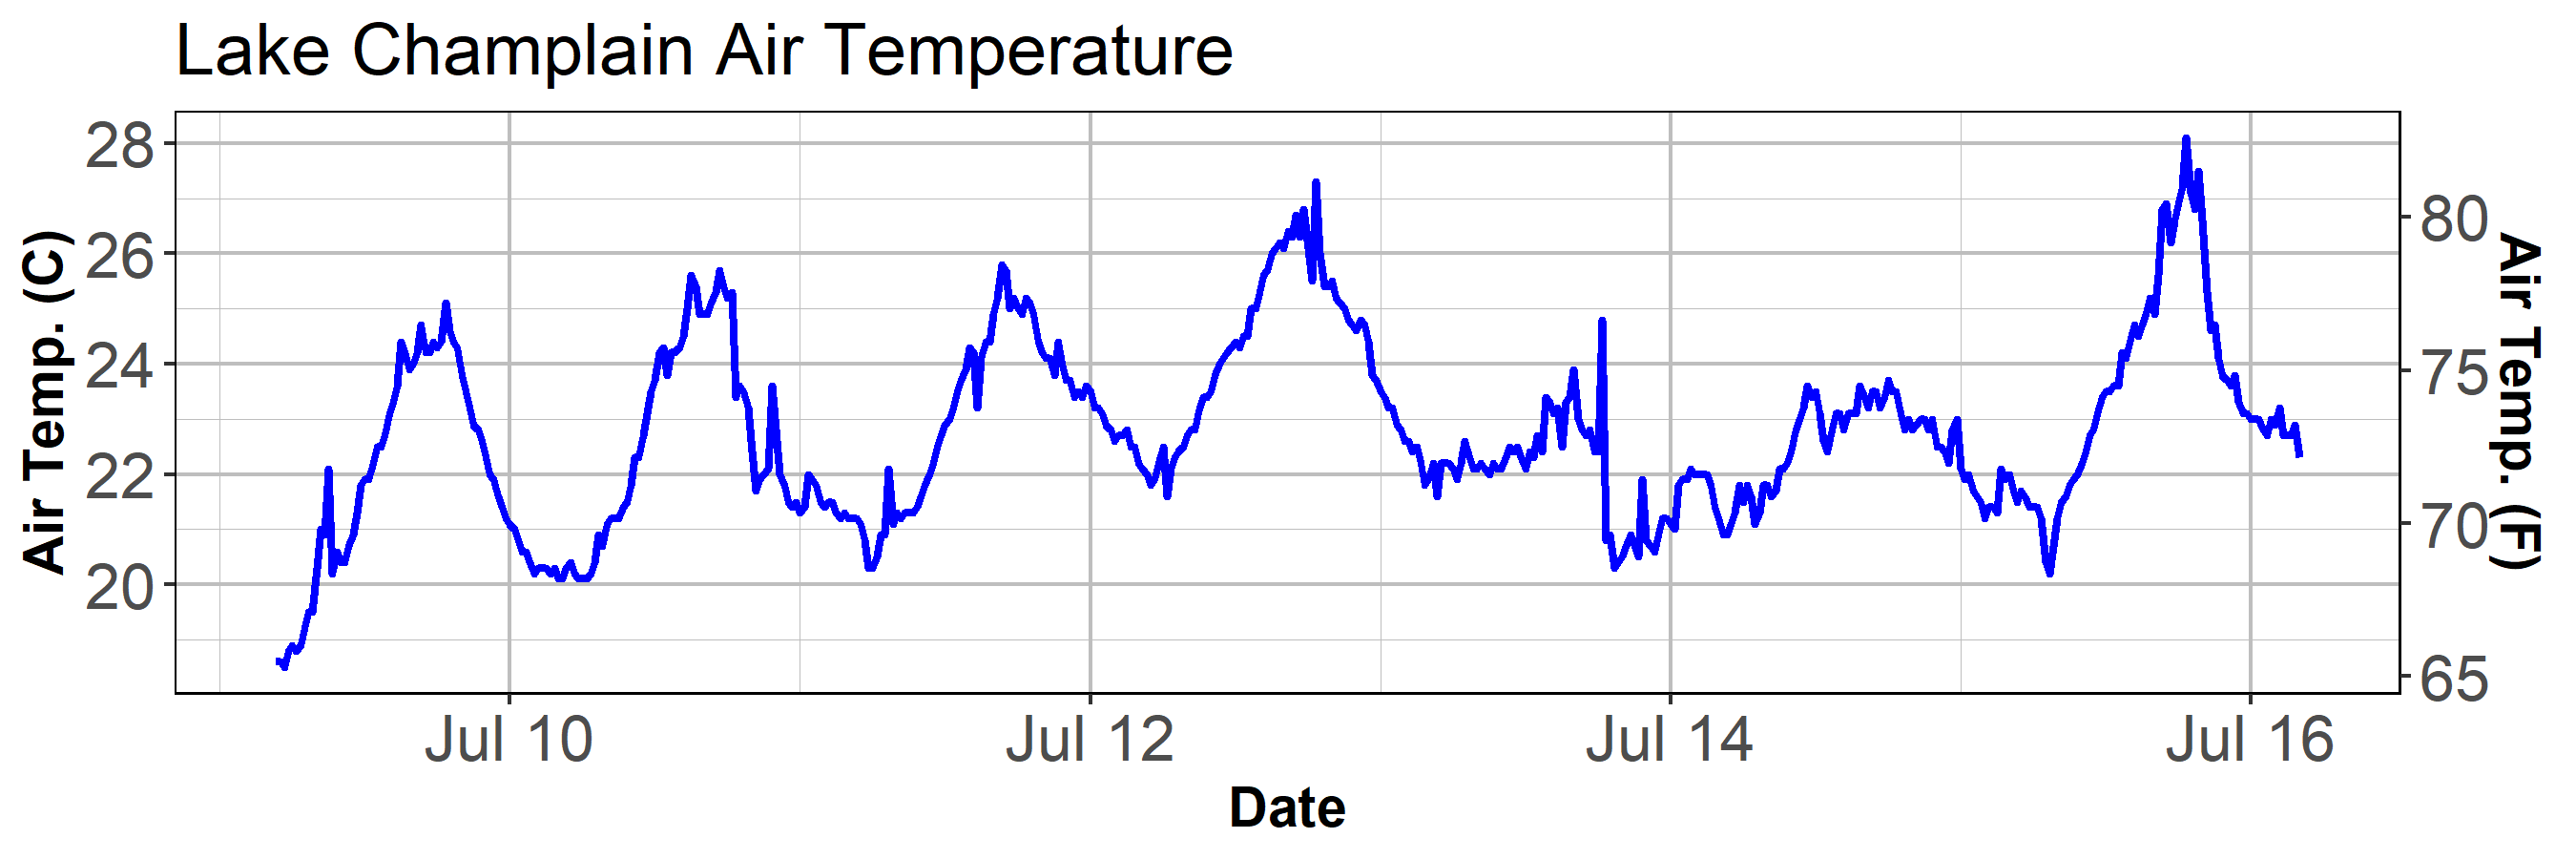 Lake Champlain Air Temperature
Air Temp. (C)
28
26
24
22
20
Air Temp. (F)
80
75
70
65
Jul 10
Jul 12
Jul 14
Jul 16
Date